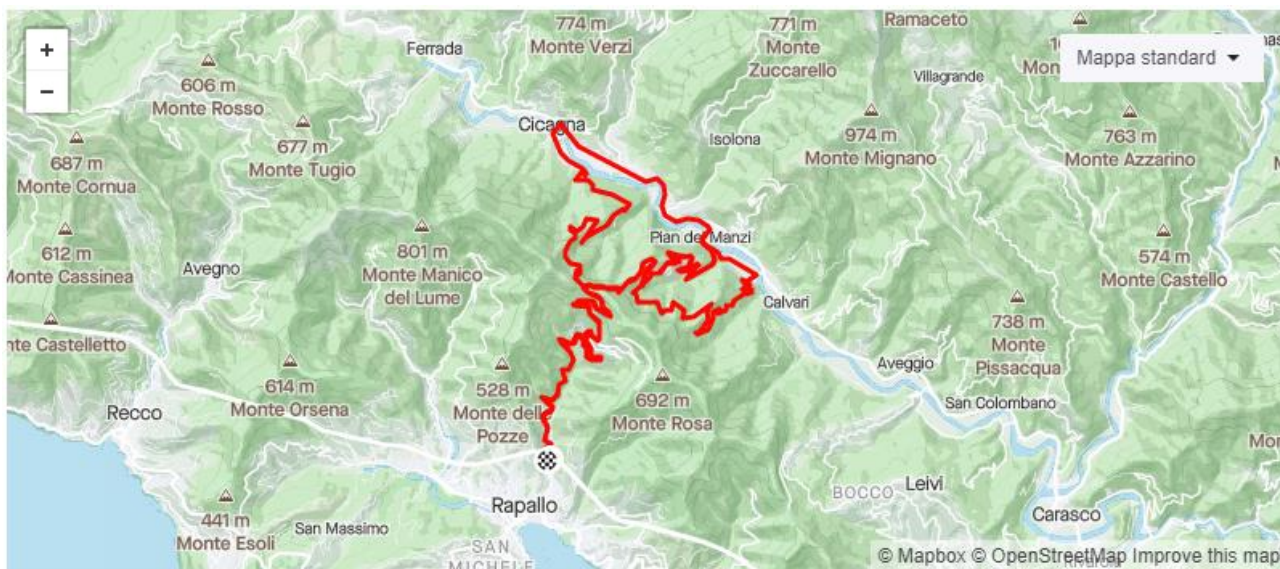 +
−
Mappa standard
774 m
Monte Verzi
771 m
Monte
Zuccarello
Ramaceto
Ferrada
606 m
Monte Rosso
Villagrande
Cicagna
677 m
Monte Tugio
Isolona
974 m
Monte Mignano
763 m
Monte Azzarino
687 m
Monte Cornua
612 m
Monte Cassinea
Avegno
801 m
Monte Manico
del Lume
Pian dei Manzi
574 m
Monte Castello
Calvari
738 m
Monte
Pissacqua
nte Castelletto
614 m
Monte Orsena
528 m
Monte delle
Pozze
692 m
Monte Rosa
Aveggio
San Colombano
Recco
Rapallo
BOCCO
Leivi
Carasco
441 m
Monte Esoli
San Massimo
SAN
MICHELE
© Mapbox © OpenStreetMap Improve this map